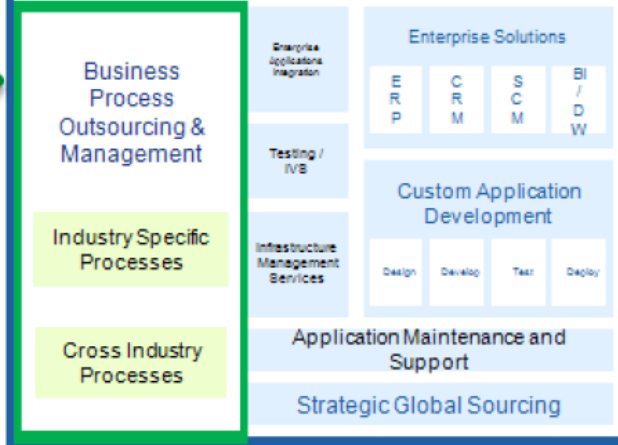 Business
Process
Outsourcing &
Management
Industry Specific
Processes
Cross Industry
Processes
Enterprise
Applications
Integration
Testing /
IVB
Infrastructure
Management
Services
Enterprise Solutions
E
R
P
C
R
M
S
C
M
BI
/
D
W
Custom Application
Development
Design
Develop
Test
Deploy
Application Maintenance and
Support
Strategic Global Sourcing